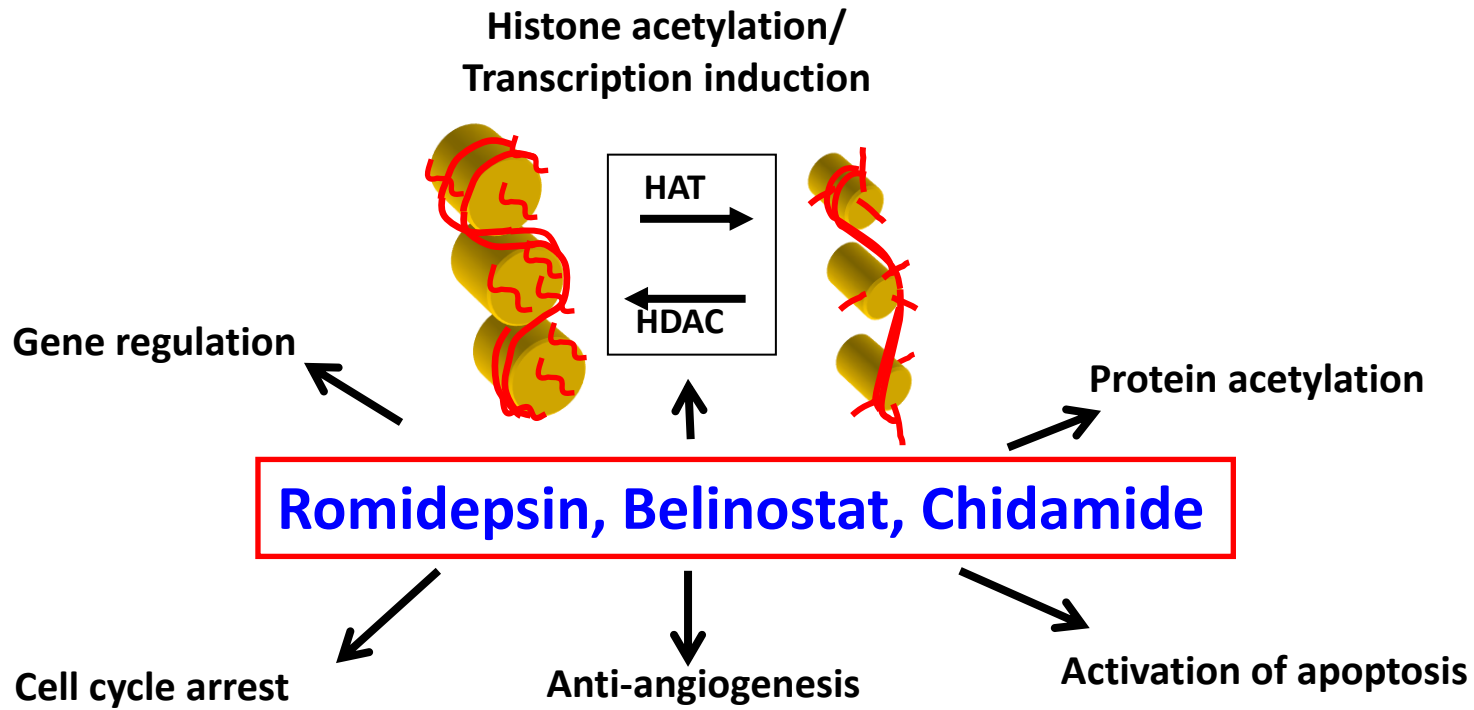 Histone acetylation/
Transcription induction
HAT
HDAC
Gene regulation
Protein acetylation
Romidepsin, Belinostat, Chidamide
Cell cycle arrest
Anti-angiogenesis
Activation of apoptosis